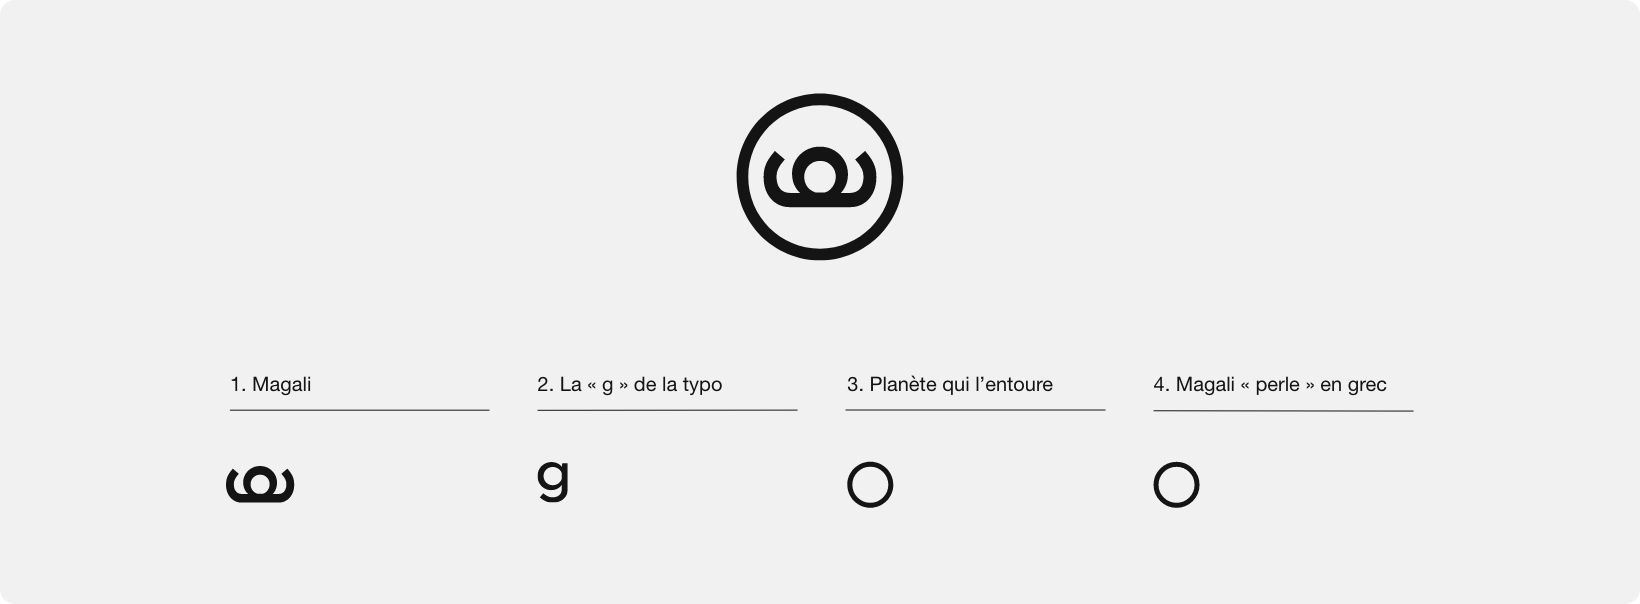 1. Magali
2. La « g » de la typo
3. Planète qui l’entoure
4. Magali « perle » en grec
g